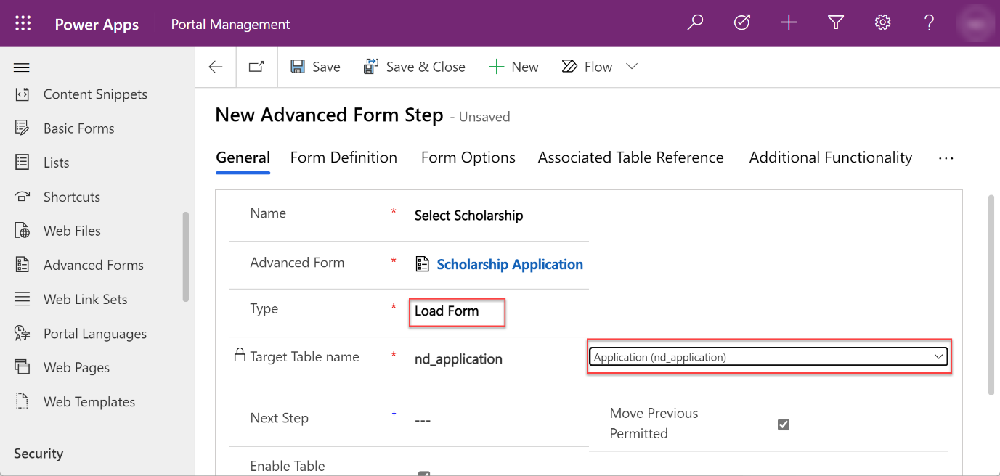 Power Apps
Portal Management
?
Save
Save & Close
New
Flow
Content Snippets
Basic Forms
Lists
Shortcuts
Web Files
Advanced Forms
Web Link Sets
Portal Languages
Web Pages
Web Templates
Security
New Advanced Form Step - Unsaved
General
Form Definition
Form Options
Associated Table Reference
Additional Functionality
...
Name * Select Scholarship
Advanced Form * Scholarship Application
Type * Load Form
Target Table name * nd_application
Application (nd_application)
Next Step + ---
Move Previous
Permitted
Enable Table